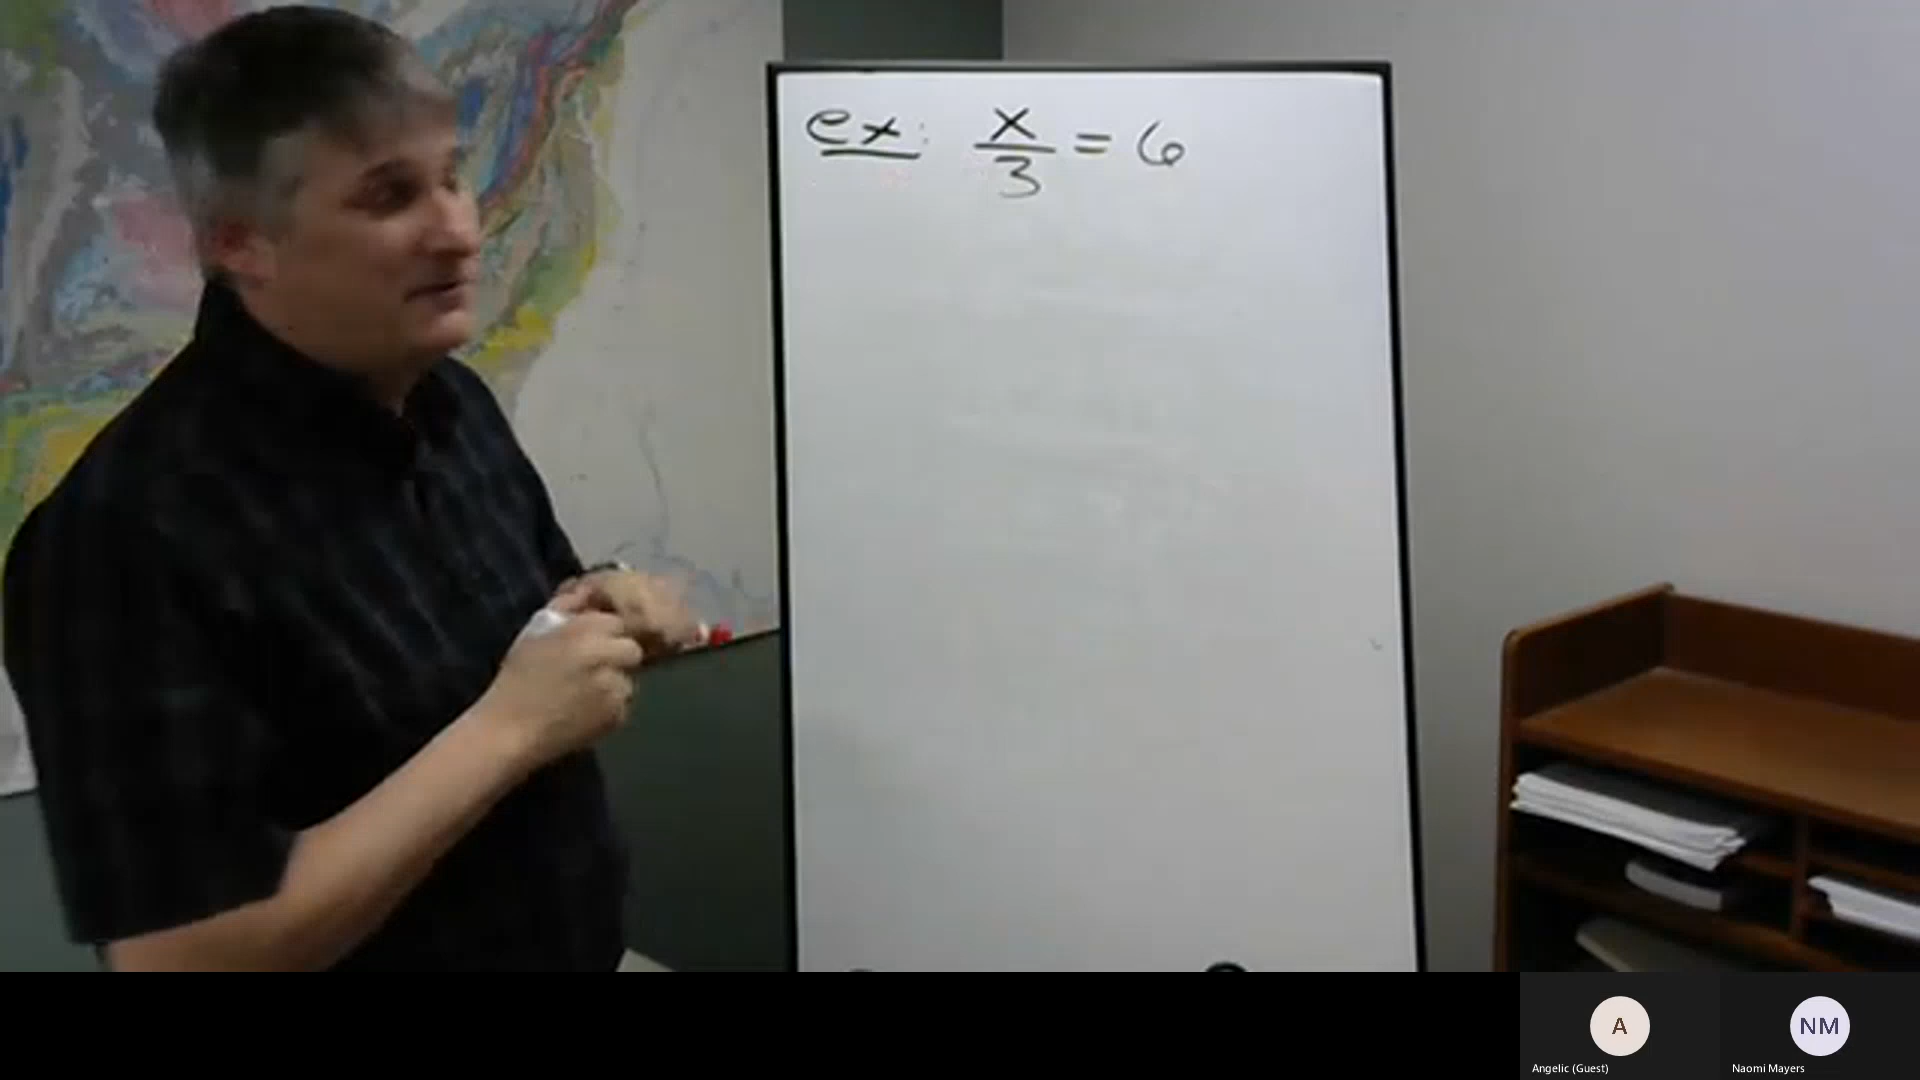 ex: x/3 = 6
A
NM
Angelic (Guest)
Naomi Mayers